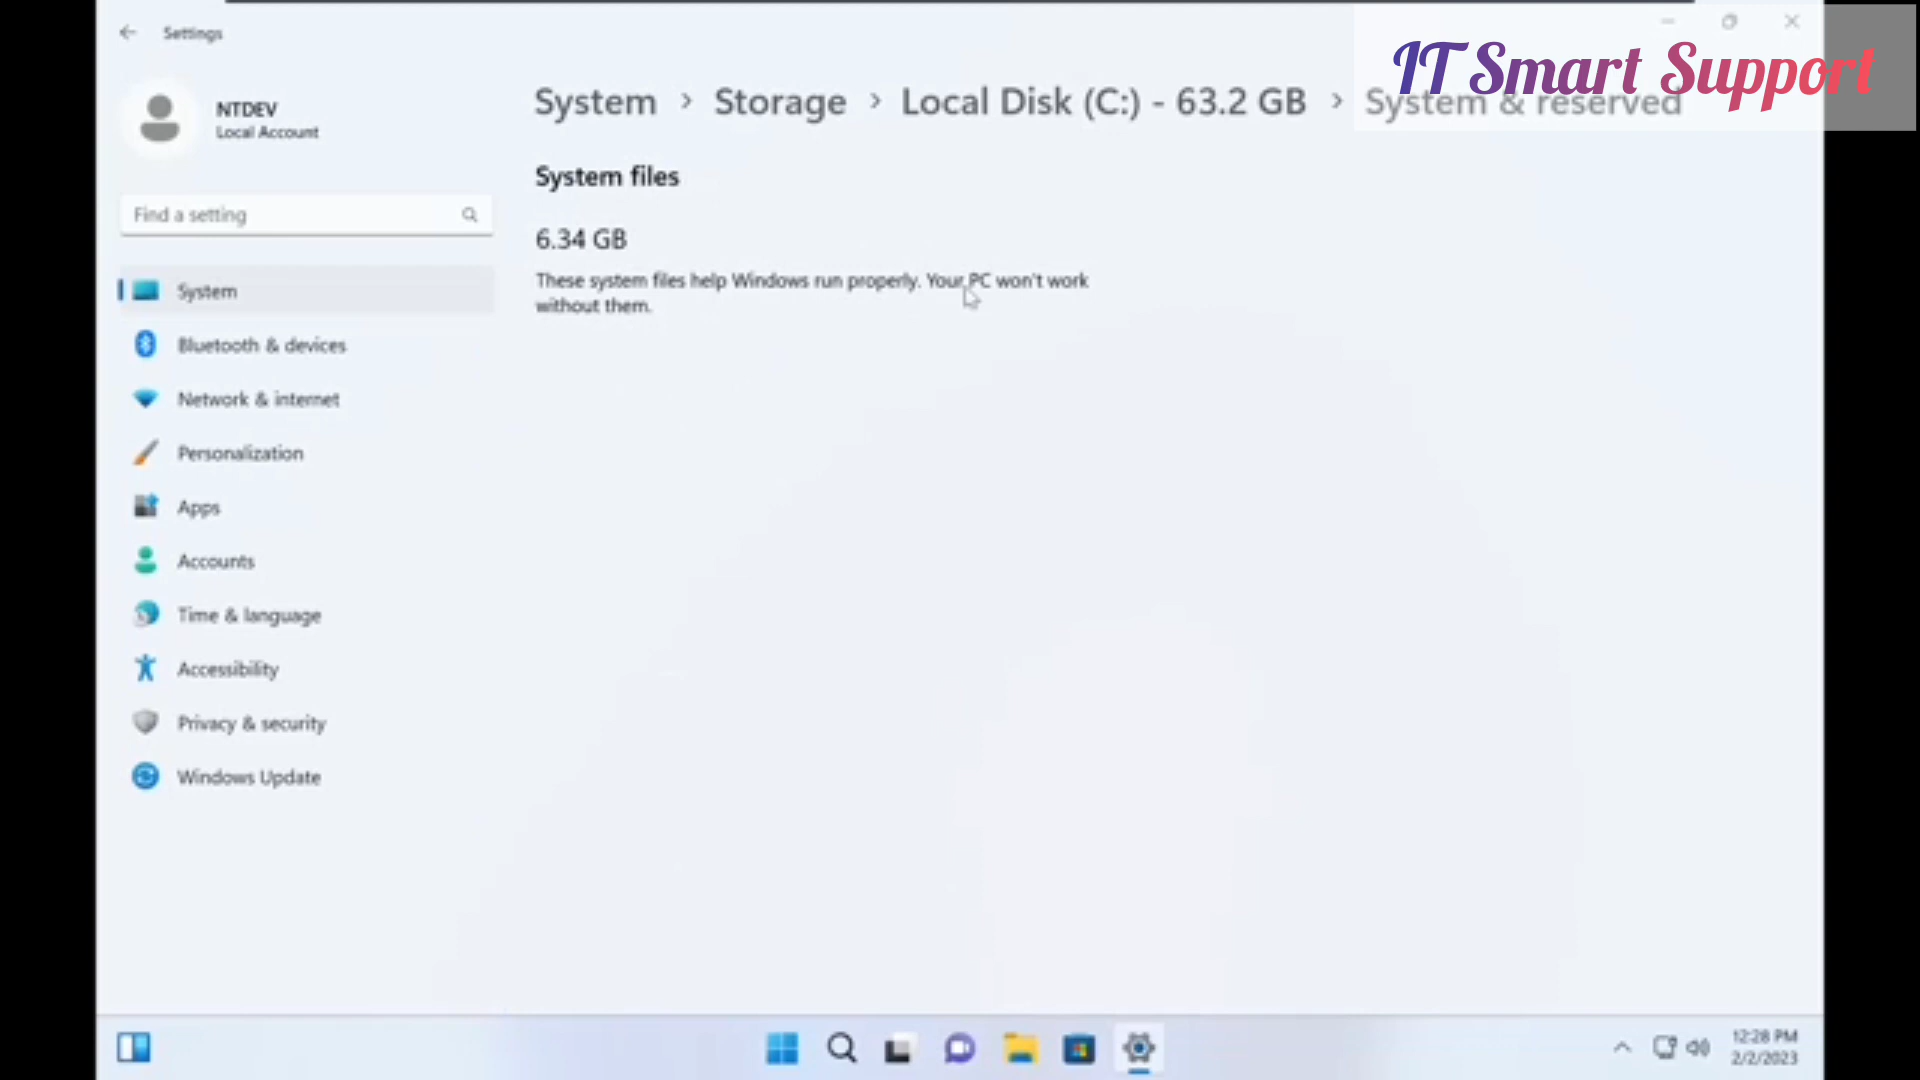 Settings
IT Smart Support
NTDEV
Local Account
System > Storage > Local Disk (C:) - 63.2 GB > System & reserved
System files
Find a setting
6.34 GB
These system files help Windows run properly. Your PC won't work
without them.
System
Bluetooth & devices
Network & internet
Personalization
Apps
Accounts
Time & language
Accessibility
Privacy & security
Windows Update
12:28 PM
2/2/2023